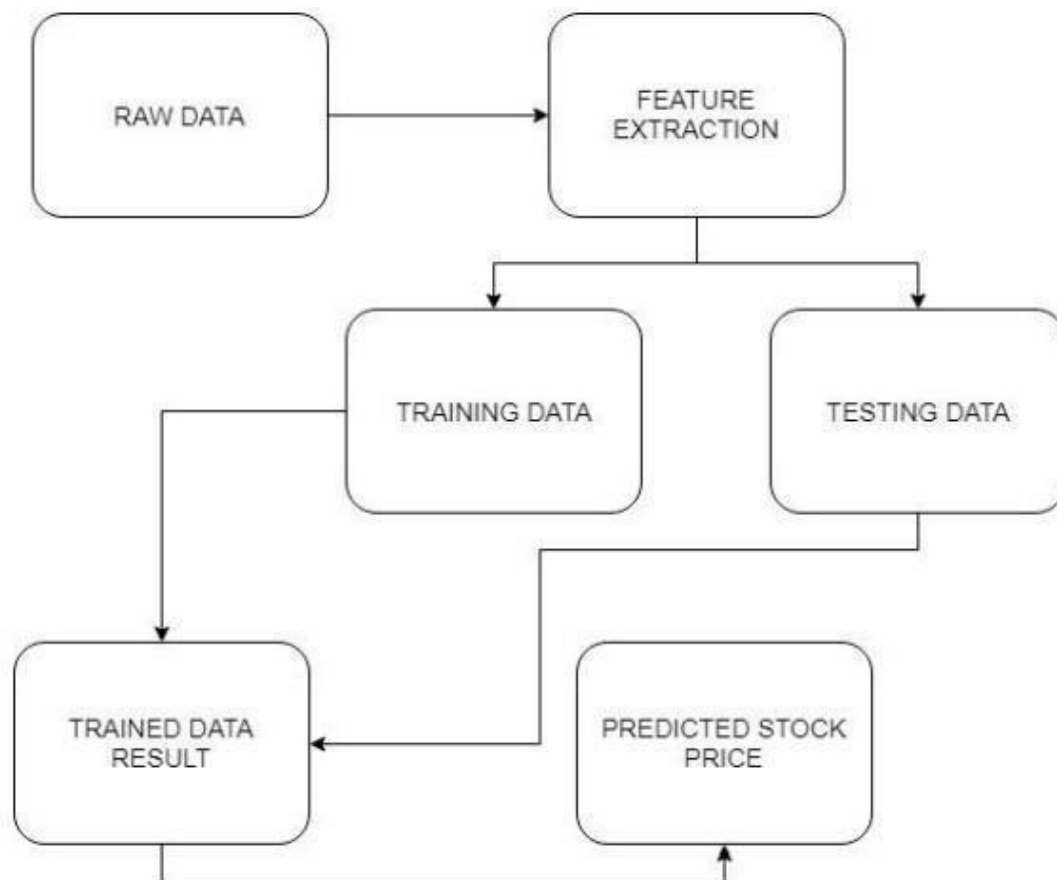 RAW DATA
FEATURE
EXTRACTION
TRAINING DATA
TESTING DATA
TRAINED DATA
RESULT
PREDICTED STOCK
PRICE